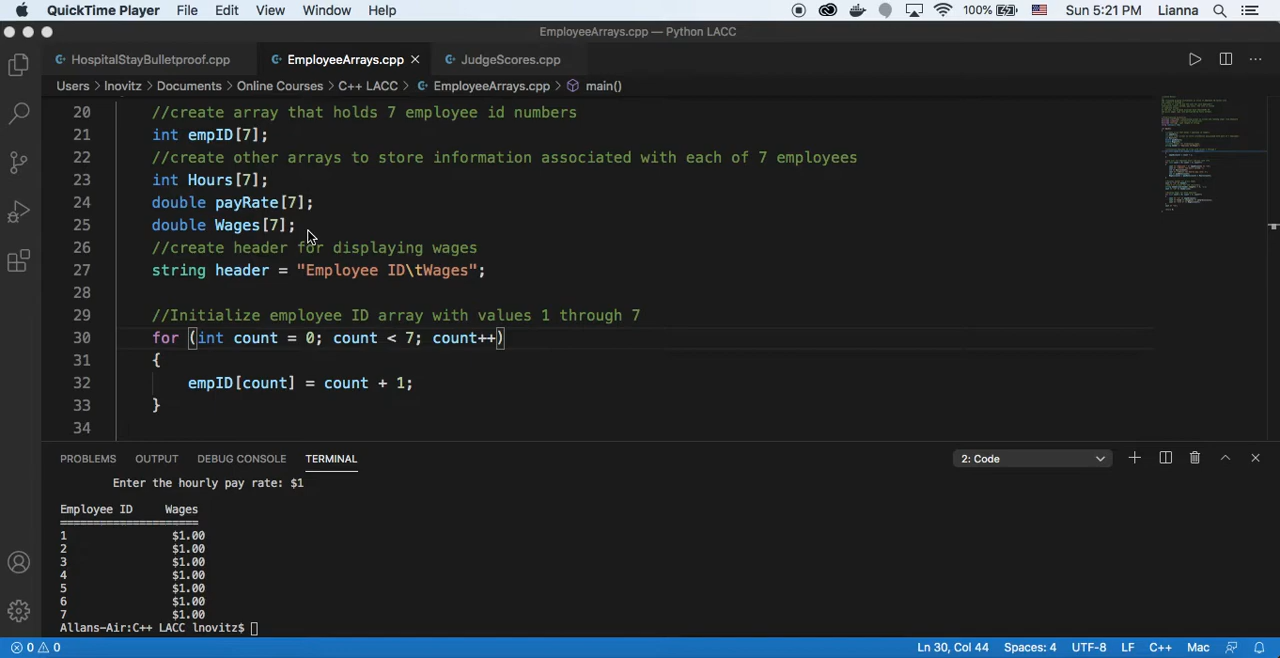 QuickTime Player File Edit View Window Help 100% Sun 5:21 PM Lianna
EmployeeArrays.cpp — Python LACC
HospitalStayBulletproof.cpp EmployeeArrays.cpp JudgeScores.cpp
Users > lnovitz > Documents > Online Courses > C++ LACC > EmployeeArrays.cpp > main()
20 //create array that holds 7 employee id numbers
21 int empID[7];
22 //create other arrays to store information associated with each of 7 employees
23 int Hours[7];
24 double payRate[7];
25 double Wages[7];
26 //create header for displaying wages
27 string header = "Employee ID\tWages";
28
29 //Initialize employee ID array with values 1 through 7
30 for (int count = 0; count < 7; count++)
31 {
32 empID[count] = count + 1;
33 }
34
PROBLEMS OUTPUT DEBUG CONSOLE TERMINAL 2: Code
Enter the hourly pay rate: $1
Employee ID Wages
=====================
1 $1.00
2 $1.00
3 $1.00
4 $1.00
5 $1.00
6 $1.00
7 $1.00
Allans-Air:C++ LACC lnovitz$
0 0 Ln 30, Col 44 Spaces: 4 UTF-8 LF C++ Mac